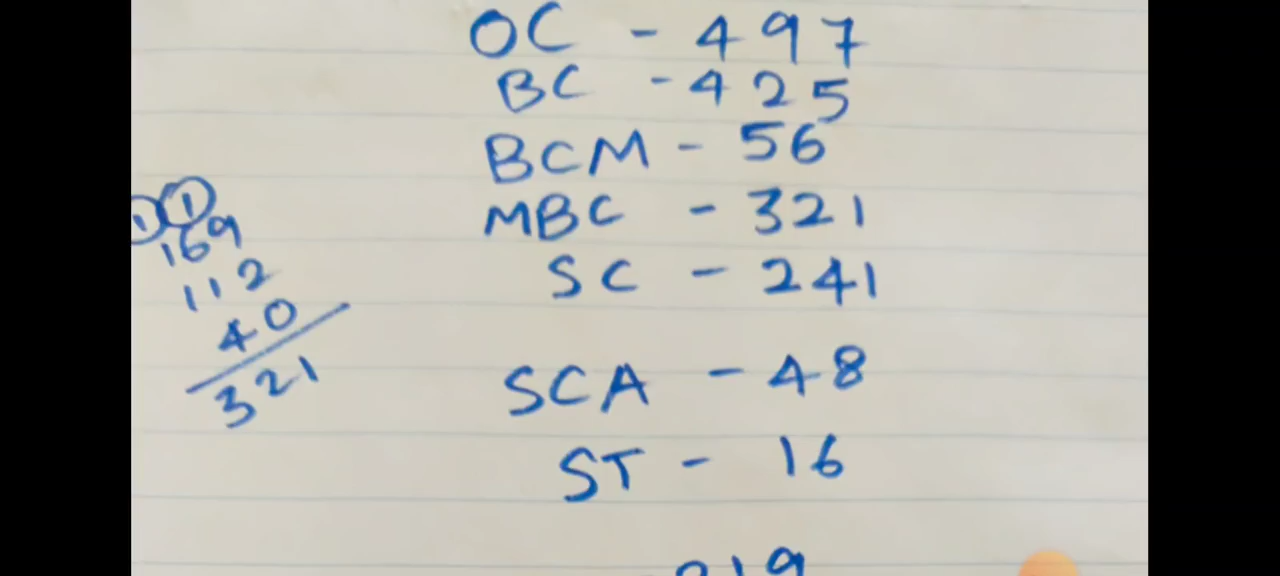 OC - 497
BC - 425
BCM - 56
MBC - 321
SC - 241
SCA - 48
ST - 16
1 1
169
112
40
321